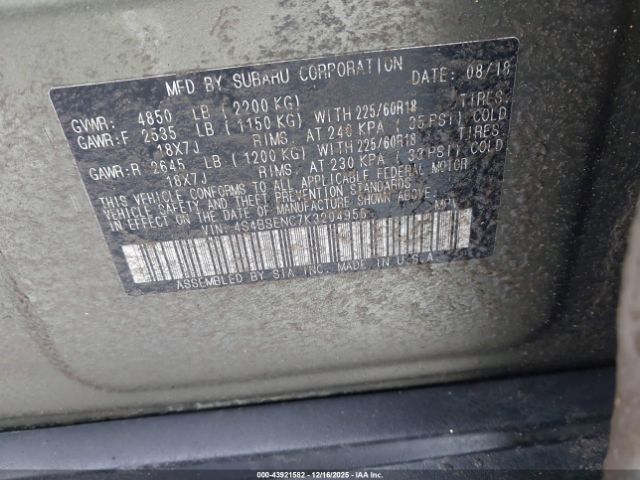 MFD BY SUBARU CORPORATION DATE: 08/18
GVWR: 4850 LB (2200 KG) TIRES:
GAWR:F 2535 LB (1150 KG) WITH 225/60R18
18X7J RIMS, AT 240 KPA (35 PSI) COLD
TIRES:
GAWR:R 2645 LB (1200 KG) WITH 225/60R18
18X7J RIMS, AT 230 KPA (33 PSI) COLD
THIS VEHICLE CONFORMS TO ALL APPLICABLE FEDERAL MOTOR
VEHICLE SAFETY AND THEFT PREVENTION STANDARDS
IN EFFECT ON THE DATE OF MANUFACTURE SHOWN ABOVE.
VIN: 4S4BSENC7K3204956 MPV
ASSEMBLED BY SIA INC. MADE IN U.S.A.
000-43921582 - 12/16/2025 - IAAI.com